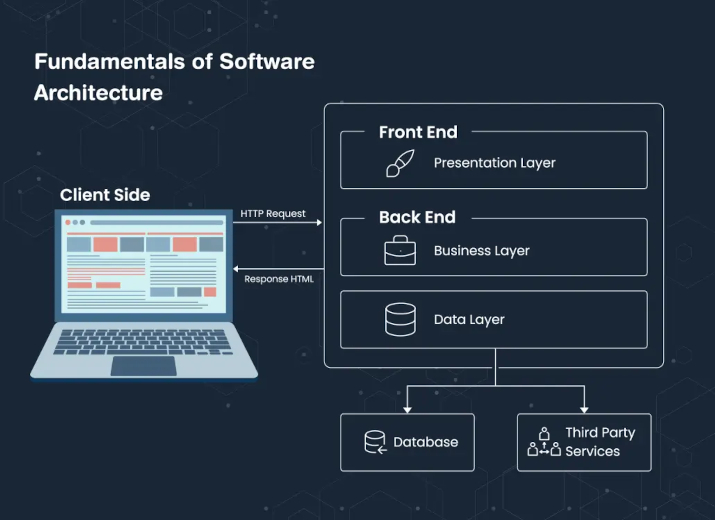 Fundamentals of Software
Architecture
Client Side
HTTP Request
Response HTML
Front End
Presentation Layer
Back End
Business Layer
Data Layer
Database
Third Party
Services